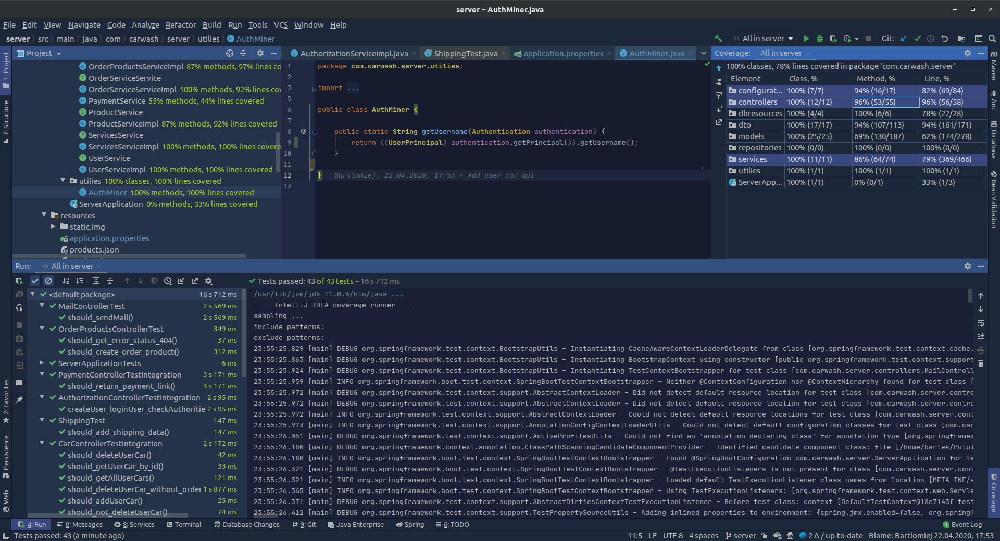 server – AuthMiner.java
File Edit View Navigate Code Analyze Refactor Build Run Tools VCS Window Help
server src main java com carwash server utilies AuthMiner
All in server Git:
1: Project
7: Structure
2: Favorites
Persistence
Web
Project
OrderProductsServiceImpl 87% methods, 97% lines co
OrderServiceService
OrderServiceServiceImpl 100% methods, 92% lines cov
PaymentService 55% methods, 44% lines covered
ProductService
ProductServiceImpl 87% methods, 92% lines covered
ServicesService
ServicesServiceImpl 100% methods, 100% lines covere
UserService
UserServiceImpl 100% methods, 100% lines covered
utilies 100% classes, 100% lines covered
AuthMiner 100% methods, 100% lines covered
ServerApplication 0% methods, 33% lines covered
resources
static.img
application.properties
products.json
AuthorizationServiceImpl.java ShippingTest.java application.properties AuthMiner.java
1 package com.carwash.server.utilies;
2
3 import ...
5
6 public class AuthMiner {
7
8 @ public static String getUsername(Authentication authentication) {
9 return ((UserPrincipal) authentication.getPrincipal()).getUsername();
10 }
11
12 } Bartlomiej, 22.04.2020, 17:53 • Add user car api
13
Coverage: All in server
100% classes, 78% lines covered in package 'com.carwash.server'
Element Class, % Method, % Line, %
configurat... 100% (7/7) 94% (16/17) 82% (69/84)
controllers 100% (12/12) 96% (53/55) 96% (56/58)
dbresources 100% (4/4) 100% (6/6) 78% (22/28)
dto 100% (17/17) 94% (107/113) 94% (161/171)
models 100% (25/25) 69% (130/187) 62% (174/278)
repositories 100% (0/0) 100% (0/0) 100% (0/0)
services 100% (11/11) 86% (64/74) 79% (369/466)
utilies 100% (1/1) 100% (1/1) 100% (1/1)
ServerApp... 100% (1/1) 0% (0/1) 33% (1/3)
m Maven
Ant
Database
Bean Validation
Coverage
Run: All in server
Tests passed: 43 of 43 tests – 16 s 712 ms
<default package> 16 s 712 ms
MailControllerTest 2 s 569 ms
should_sendMail() 2 s 569 ms
OrderProductsControllerTest 349 ms
should_get_error_status_404() 37 ms
should_create_order_product() 312 ms
ServerApplicationTests 6 ms
PaymentControllerTestIntegration 3 s 171 ms
should_return_payment_link() 3 s 171 ms
AuthorizationControllerTestIntegration 2 s 95 ms
createUser_loginUser_checkAuthoritie 2 s 95 ms
ShippingTest 147 ms
should_add_shipping_data() 147 ms
CarControllerTestIntegration 2 s 172 ms
should_deleteUserCar() 42 ms
should_getUserCar_by_id() 33 ms
should_getAllUserCars() 121 ms
should_deleteUserCar_without_order 1 s 877 ms
should_addUserCar() 25 ms
should_not_deleteUserCar() 74 ms
/usr/lib/jvm/jdk-11.0.6/bin/java ...
---- IntelliJ IDEA coverage runner ----
sampling ...
include patterns:
exclude patterns:
23:55:25.829 [main] DEBUG org.springframework.test.context.BootstrapUtils - Instantiating CacheAwareContextLoaderDelegate from class [org.springframework.test.context.cache.
23:55:25.863 [main] DEBUG org.springframework.test.context.BootstrapUtils - Instantiating BootstrapContext using constructor [public org.springframework.test.context.support
23:55:25.924 [main] DEBUG org.springframework.test.context.BootstrapUtils - Instantiating TestContextBootstrapper for test class [com.carwash.server.controllers.MailControll
23:55:25.959 [main] INFO org.springframework.boot.test.context.SpringBootTestContextBootstrapper - Neither @ContextConfiguration nor @ContextHierarchy found for test class [
23:55:25.972 [main] DEBUG org.springframework.test.context.support.AbstractContextLoader - Did not detect default resource location for test class [com.carwash.server.contro
23:55:25.972 [main] DEBUG org.springframework.test.context.support.AbstractContextLoader - Did not detect default resource location for test class [com.carwash.server.contro
23:55:25.972 [main] INFO org.springframework.test.context.support.AbstractContextLoader - Could not detect default resource locations for test class [com.carwash.server.cont
23:55:25.973 [main] INFO org.springframework.test.context.support.AnnotationConfigContextLoaderUtils - Could not detect default configuration classes for test class [com.car
23:55:26.051 [main] DEBUG org.springframework.test.context.support.ActiveProfilesUtils - Could not find an 'annotation declaring class' for annotation type [org.springframew
23:55:26.180 [main] DEBUG org.springframework.context.annotation.ClassPathScanningCandidateComponentProvider - Identified candidate component class: file [/home/bartek/Pulpi
23:55:26.180 [main] INFO org.springframework.boot.test.context.SpringBootTestContextBootstrapper - Found @SpringBootConfiguration com.carwash.server.ServerApplication for te
23:55:26.321 [main] DEBUG org.springframework.boot.test.context.SpringBootTestContextBootstrapper - @TestExecutionListeners is not present for class [com.carwash.server.cont
23:55:26.321 [main] INFO org.springframework.boot.test.context.SpringBootTestContextBootstrapper - Loaded default TestExecutionListener class names from location [META-INF/s
23:55:26.365 [main] INFO org.springframework.boot.test.context.SpringBootTestContextBootstrapper - Using TestExecutionListeners: [org.springframework.test.context.web.Servle
23:55:26.371 [main] DEBUG org.springframework.test.context.support.AbstractDirtiesContextTestExecutionListener - Before test class: context [DefaultTestContext@18e7143f test
23:55:26.412 [main] DEBUG org.springframework.test.context.support.TestPropertySourceUtils - Adding inlined properties to environment: {spring.jmx.enabled=false, org.springf
4: Run 0: Messages 8: Services Terminal Database Changes 9: Git Java Enterprise Spring 6: TODO 1 Event Log
Tests passed: 43 (a minute ago) 11:5 LF UTF-8 4 spaces server 2 Δ / up-to-date Blame: Bartlomiej 22.04.2020, 17:53